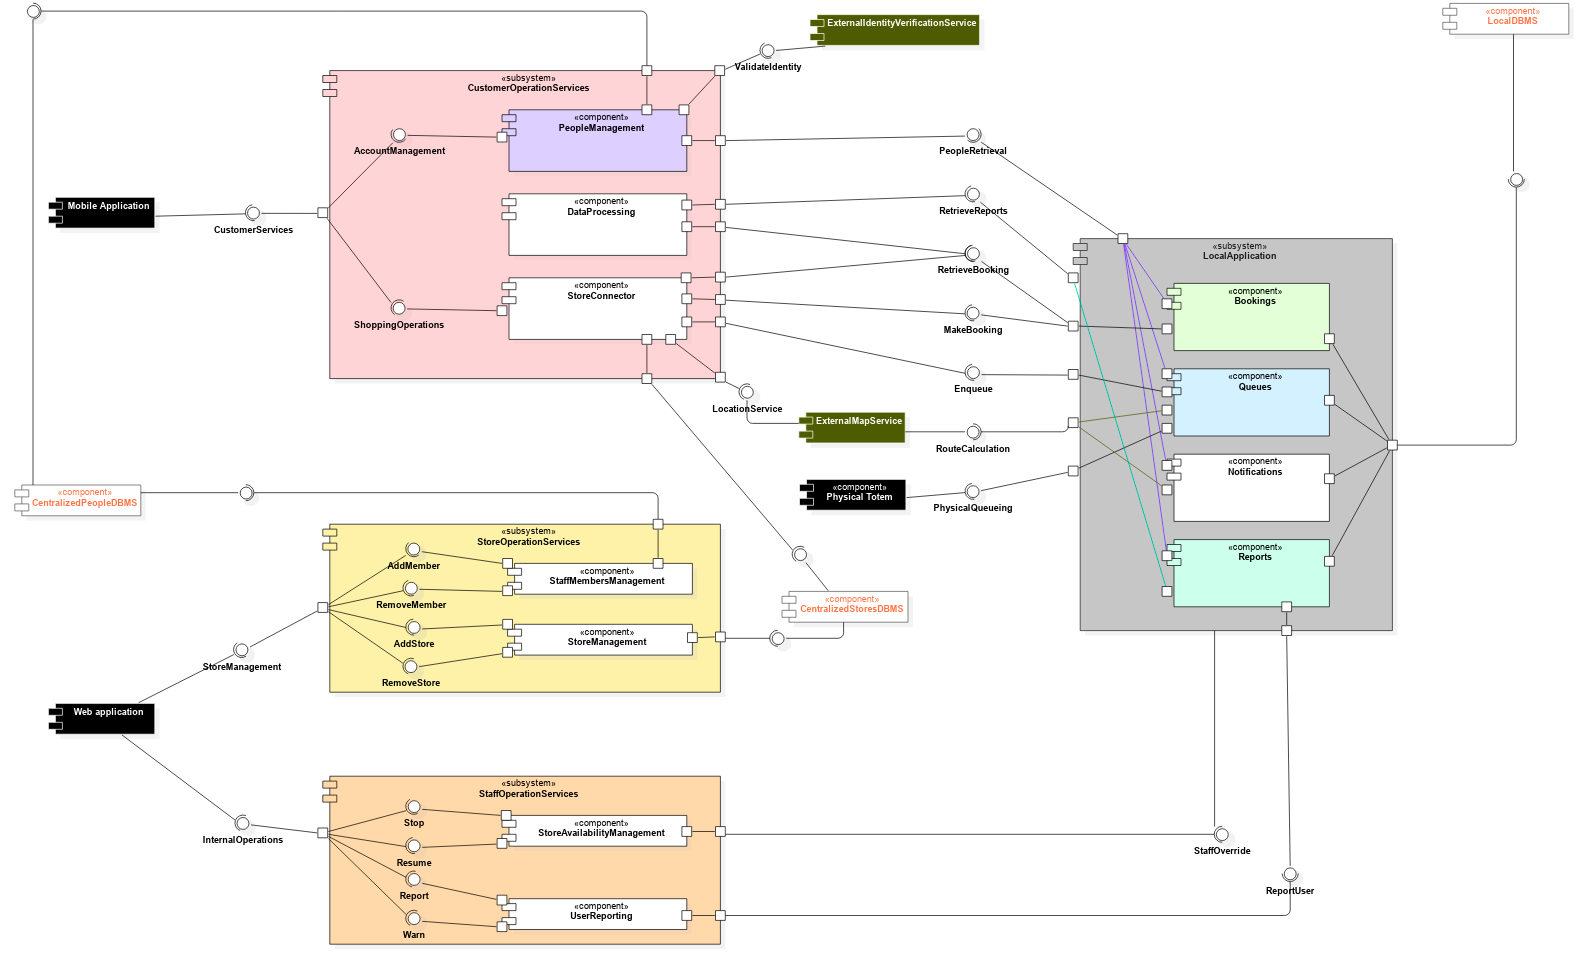 «component»
LocalDBMS
ExternalIdentityVerificationService
ValidateIdentity
«subsystem»
CustomerOperationServices
«component»
PeopleManagement
AccountManagement
PeopleRetrieval
Mobile Application
CustomerServices
«component»
DataProcessing
RetrieveReports
«subsystem»
LocalApplication
RetrieveBooking
«component»
StoreConnector
«component»
Bookings
ShoppingOperations
MakeBooking
«component»
Queues
Enqueue
LocationService
ExternalMapService
RouteCalculation
«component»
Notifications
«component»
CentralizedPeopleDBMS
«component»
Physical Totem
PhysicalQueueing
«subsystem»
StoreOperationServices
«component»
Reports
AddMember
«component»
StaffMembersManagement
RemoveMember
«component»
CentralizedStoresDBMS
AddStore
«component»
StoreManagement
StoreManagement
RemoveStore
Web application
«subsystem»
StaffOperationServices
Stop
«component»
StoreAvailabilityManagement
InternalOperations
StaffOverride
Resume
Report
ReportUser
«component»
UserReporting
Warn